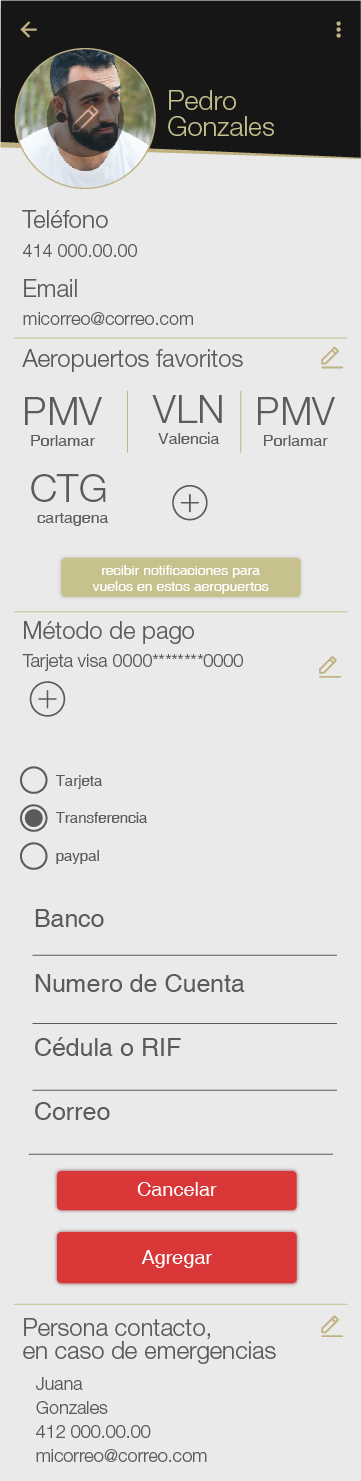 Pedro
Gonzales
Teléfono
414 000.00.00
Email
micorreo@correo.com
Aeropuertos favoritos
PMV VLN PMV
Porlamar Valencia Porlamar
CTG
cartagena
recibir notificaciones para
vuelos en estos aeropuertos
Método de pago
Tarjeta visa 0000********0000
Tarjeta
Transferencia
paypal
Banco
Numero de Cuenta
Cédula o RIF
Correo
Cancelar
Agregar
Persona contacto,
en caso de emergencias
Juana
Gonzales
412 000.00.00
micorreo@correo.com